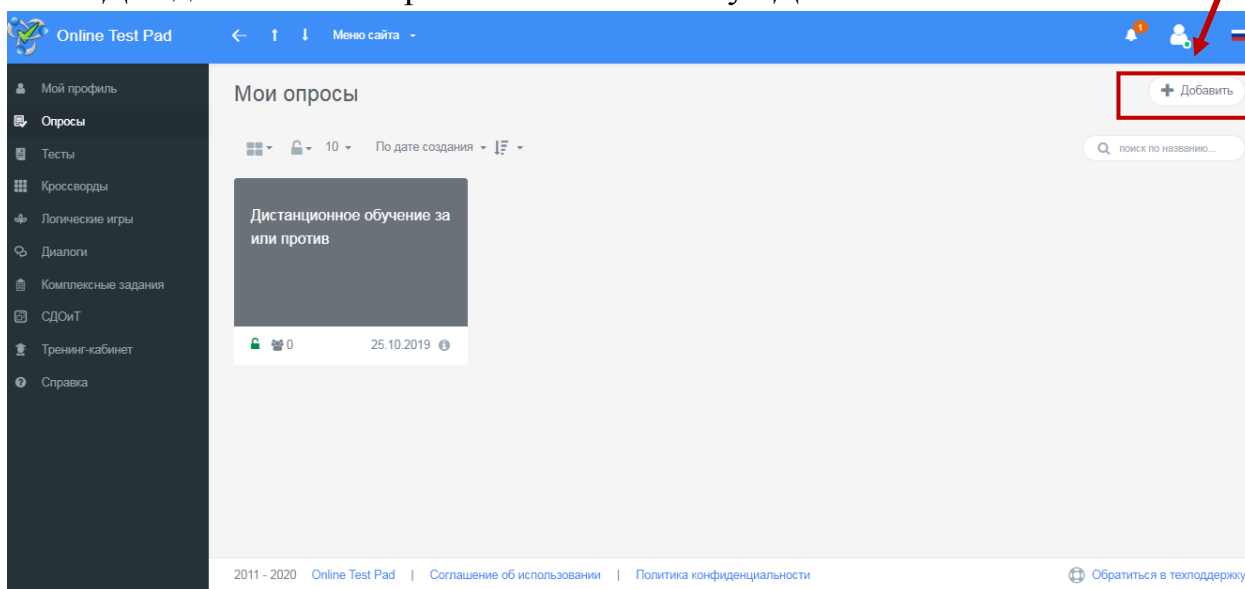 Online Test Pad
Меню сайта
1
Мой профиль
Опросы
Тесты
Кроссворды
Логические игры
Диалоги
Комплексные задания
СДОиТ
Тренинг-кабинет
Справка
Мои опросы
Добавить
10 По дате создания
поиск по названию...
Дистанционное обучение за
или против
0 25.10.2019
2011 - 2020 Online Test Pad | Соглашение об использовании | Политика конфиденциальности
Обратиться в техподдержку